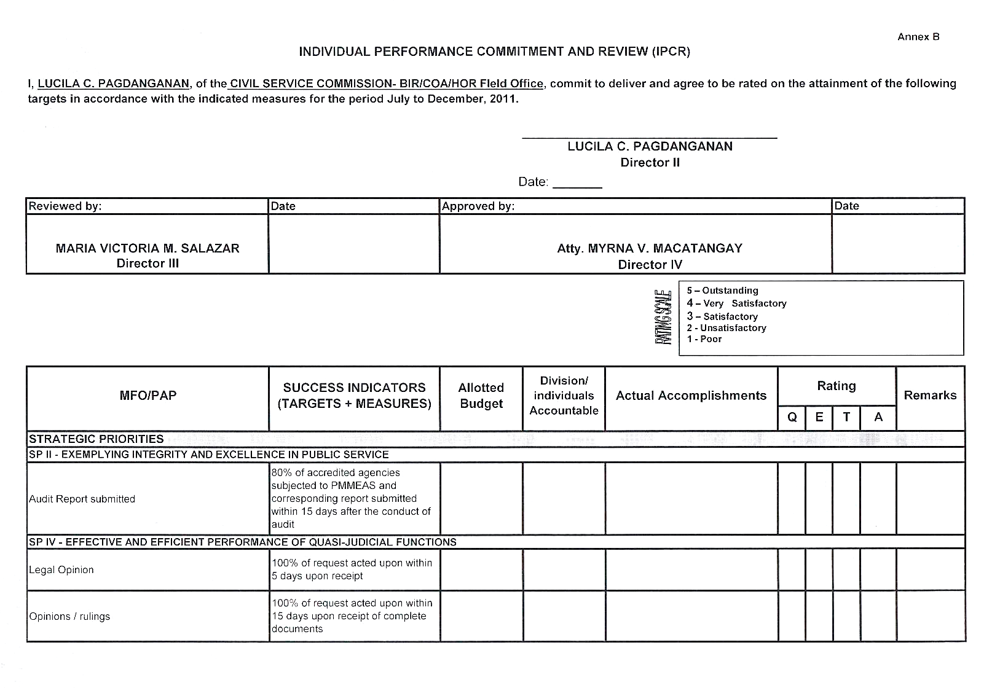 Annex B
INDIVIDUAL PERFORMANCE COMMITMENT AND REVIEW (IPCR)
I, LUCILA C. PAGDANGANAN, of the CIVIL SERVICE COMMISSION- BIR/COA/HOR FIeld Office, commit to deliver and agree to be rated on the attainment of the following
targets in accordance with the indicated measures for the period July to December, 2011.
LUCILA C. PAGDANGANAN
Director II
Date: _______
Reviewed by:
Date
Approved by:
Date
MARIA VICTORIA M. SALAZAR
Director III
Atty. MYRNA V. MACATANGAY
Director IV
RATING SCALE
5 – Outstanding
4 – Very Satisfactory
3 – Satisfactory
2 - Unsatisfactory
1 - Poor
MFO/PAP
SUCCESS INDICATORS
(TARGETS + MEASURES)
Allotted
Budget
Division/
individuals
Accountable
Actual Accomplishments
Rating
Q E T A
Remarks
STRATEGIC PRIORITIES
SP II - EXEMPLYING INTEGRITY AND EXCELLENCE IN PUBLIC SERVICE
Audit Report submitted
80% of accredited agencies
subjected to PMMEAS and
corresponding report submitted
within 15 days after the conduct of
audit
SP IV - EFFECTIVE AND EFFICIENT PERFORMANCE OF QUASI-JUDICIAL FUNCTIONS
Legal Opinion
100% of request acted upon within
5 days upon receipt
Opinions / rulings
100% of request acted upon within
15 days upon receipt of complete
documents